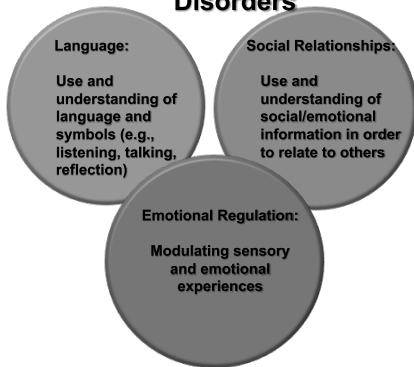 Disorders
Language:
Use and
understanding of
language and
symbols (e.g.,
listening, talking,
reflection)
Social Relationships:
Use and
understanding of
social/emotional
information in order
to relate to others
Emotional Regulation:
Modulating sensory
and emotional
experiences